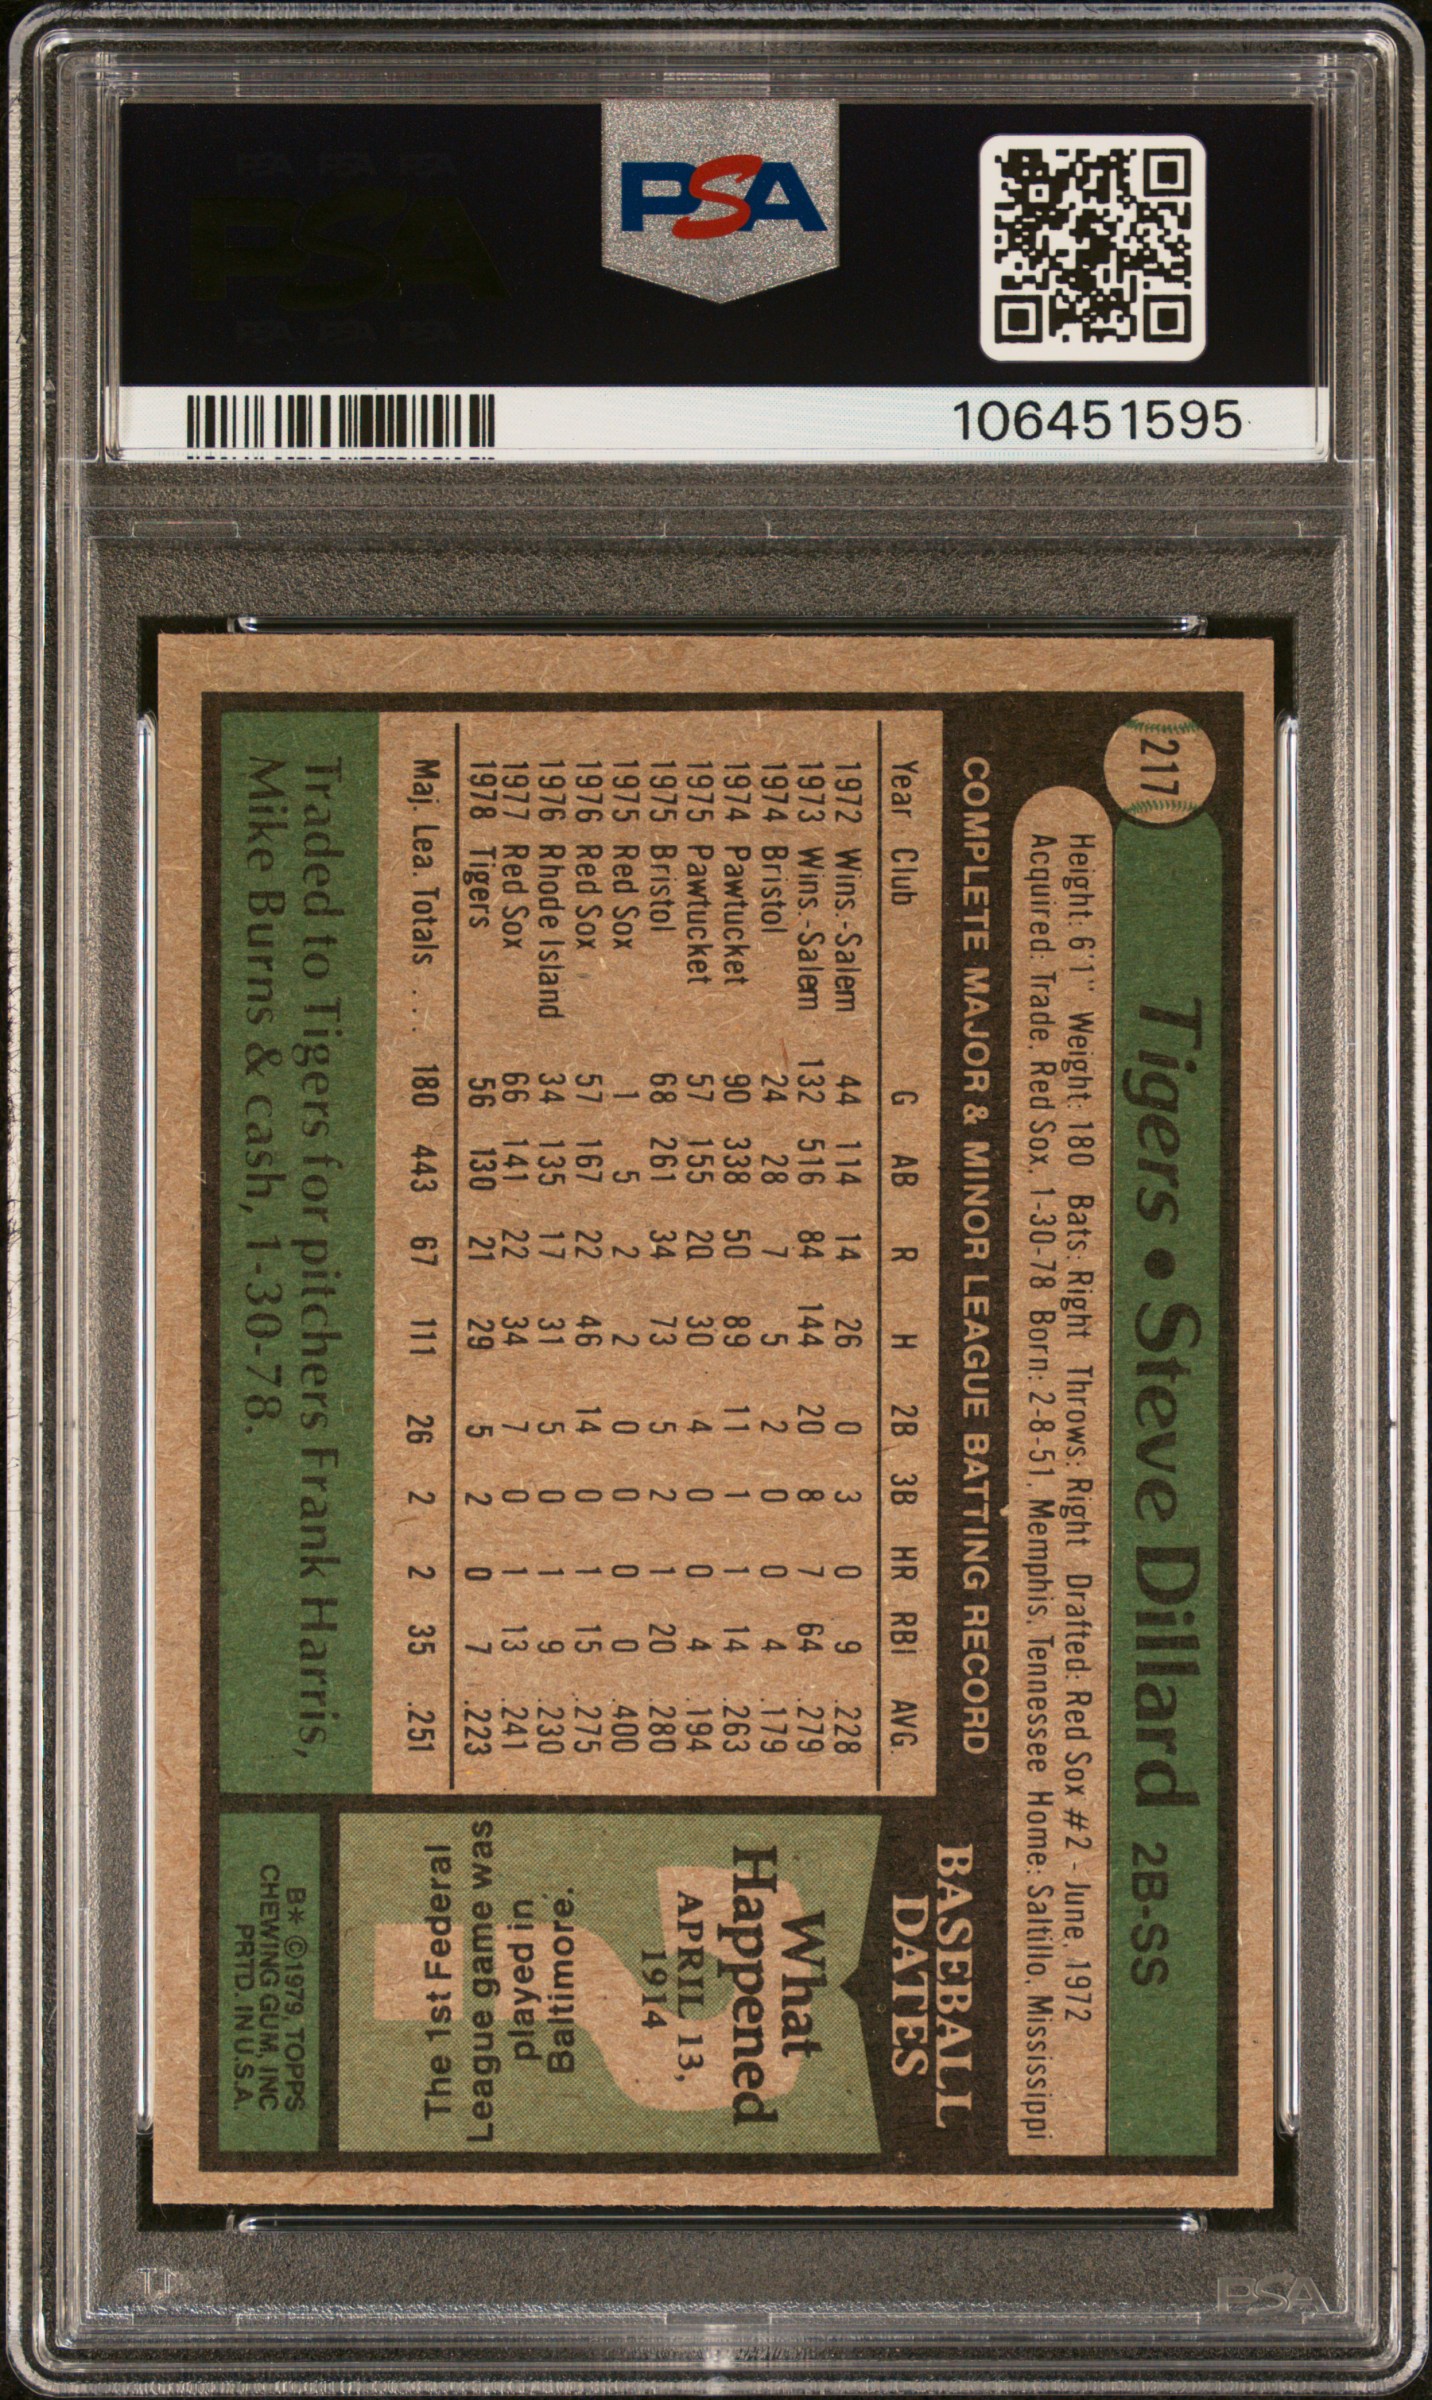 PSA PSA PSA
PSA
PSA PSA PSA
PSA
106451595
217
Tigers • Steve Dillard 2B-SS
Height: 6'1" Weight: 180 Bats: Right Throws: Right Drafted: Red Sox #2 - June, 1972
Acquired: Trade, Red Sox, 1-30-78 Born: 2-8-51, Memphis, Tennessee Home: Saltillo, Mississippi
COMPLETE MAJOR & MINOR LEAGUE BATTING RECORD
Year Club G AB R H 2B 3B HR RBI AVG.
1972 Wins.-Salem 44 114 14 26 0 3 0 9 .228
1973 Wins.-Salem 132 516 84 144 20 8 7 64 .279
1974 Bristol 24 28 7 5 2 0 0 4 .179
1974 Pawtucket 90 338 50 89 11 1 1 14 .263
1975 Pawtucket 57 155 20 30 4 0 0 4 .194
1975 Bristol 68 261 34 73 5 2 1 20 .280
1975 Red Sox 1 5 2 2 0 0 0 0 .400
1976 Red Sox 57 167 22 46 14 0 1 15 .275
1976 Rhode Island 34 135 17 31 5 0 1 9 .230
1977 Red Sox 66 141 22 34 7 0 1 13 .241
1978 Tigers 56 130 21 29 5 2 0 7 .223
Maj. Lea. Totals . . . 180 443 67 111 26 2 2 35 .251
Traded to Tigers for pitchers Frank Harris,
Mike Burns & cash, 1-30-78.
BASEBALL
DATES
What
Happened
APRIL 13,
1914
Baltimore.
played in
League game was
The 1st Federal
B* ©1979, TOPPS
CHEWING GUM, INC
PRTD. IN U.S.A.
PSA